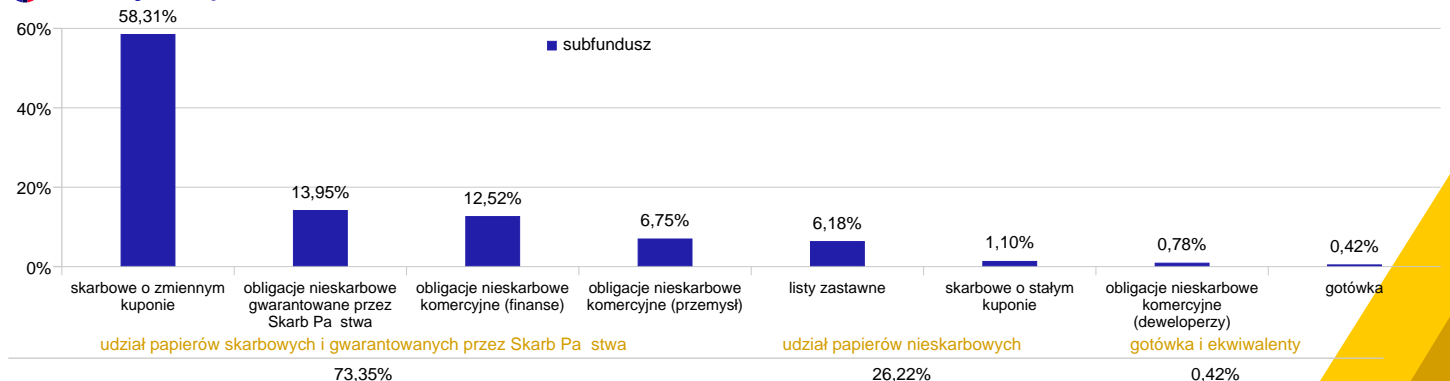 58,31%
60%
subfundusz
40%
20%
13,95%
12,52%
6,75%
6,18%
1,10%
0,78%
0,42%
0%
skarbowe o zmiennym
kuponie
obligacje nieskarbowe
gwarantowane przez
Skarb Pa stwa
obligacje nieskarbowe
komercyjne (finanse)
obligacje nieskarbowe
komercyjne (przemysł)
listy zastawne
skarbowe o stałym
kuponie
obligacje nieskarbowe
komercyjne
(deweloperzy)
gotówka
udział papierów skarbowych i gwarantowanych przez Skarb Pa stwa
udział papierów nieskarbowych
gotówka i ekwiwalenty
73,35%
26,22%
0,42%